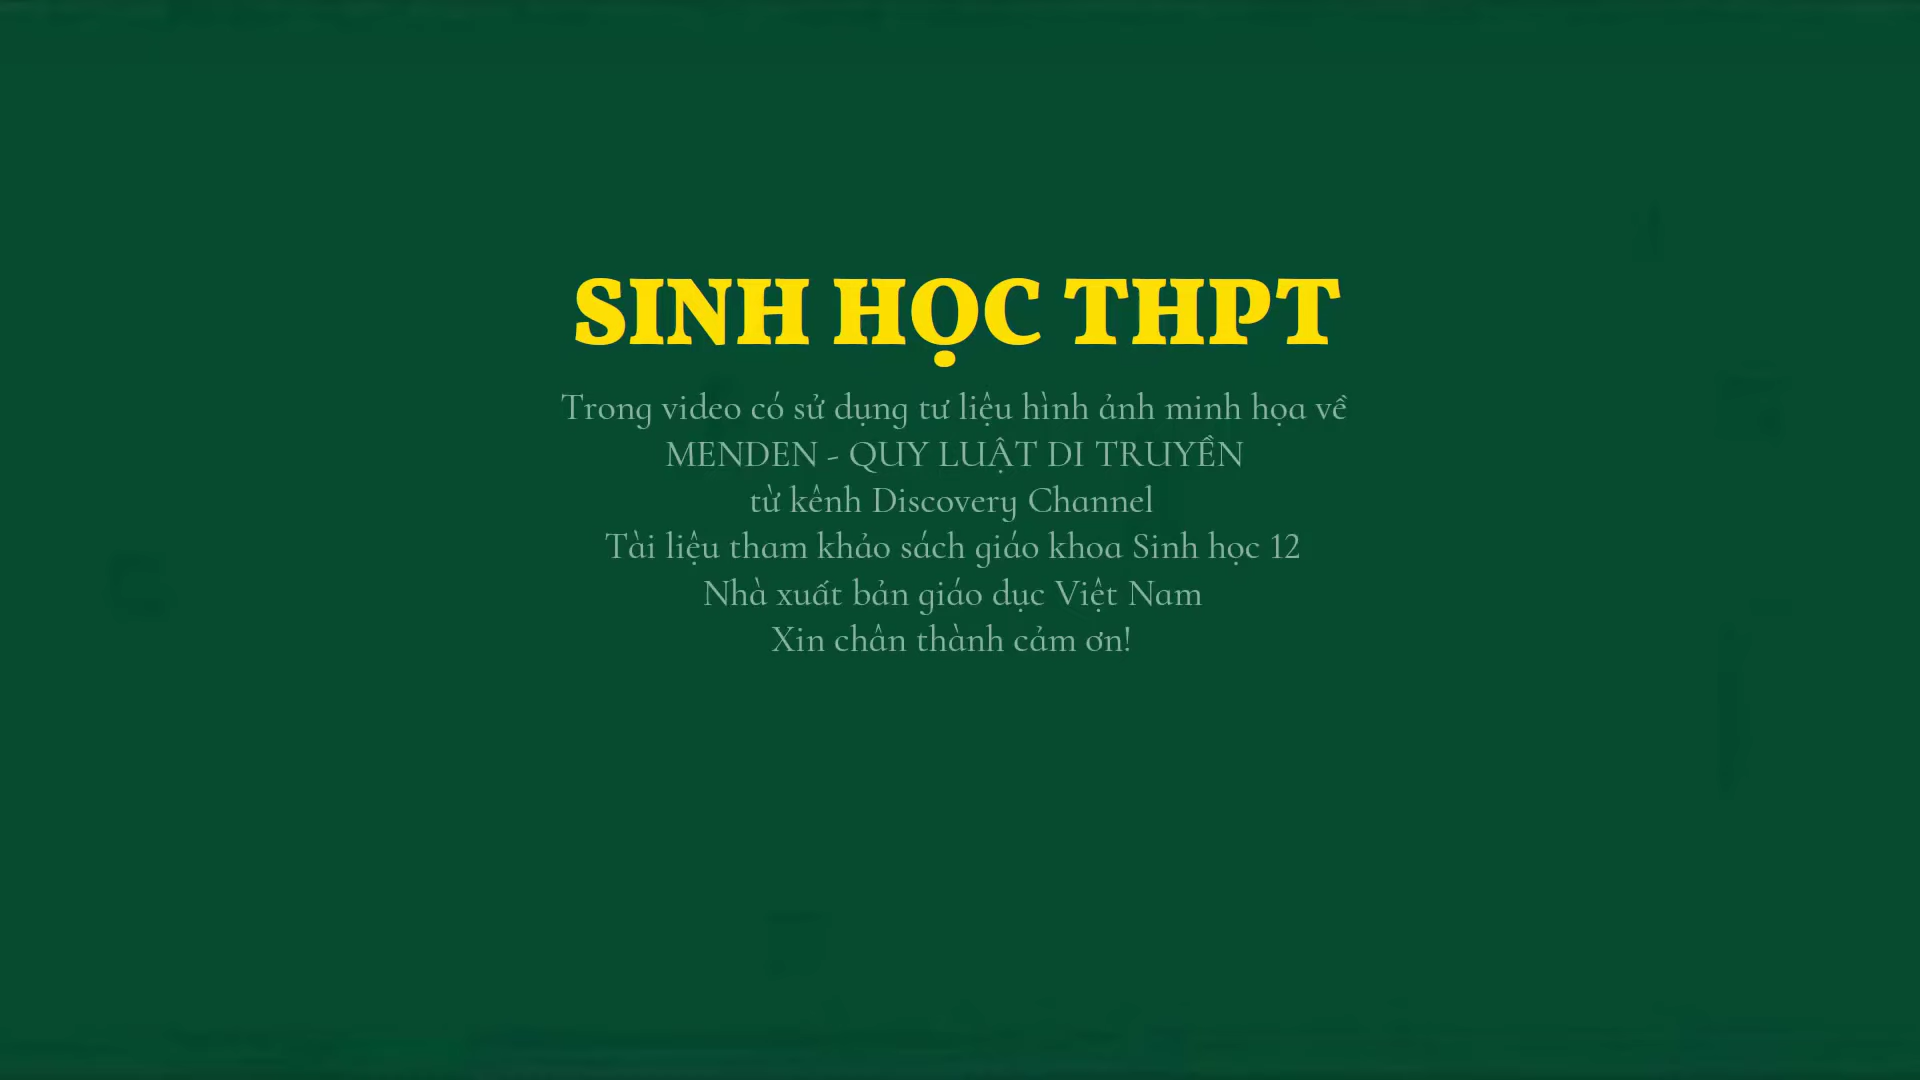 SINH HỌC THPT
Trong video có sử dụng tư liệu hình ảnh minh họa về
MENDEN - QUY LUẬT DI TRUYỀN
từ kênh Discovery Channel
Tài liệu tham khảo sách giáo khoa Sinh học 12
Nhà xuất bản giáo dục Việt Nam
Xin chân thành cảm ơn!